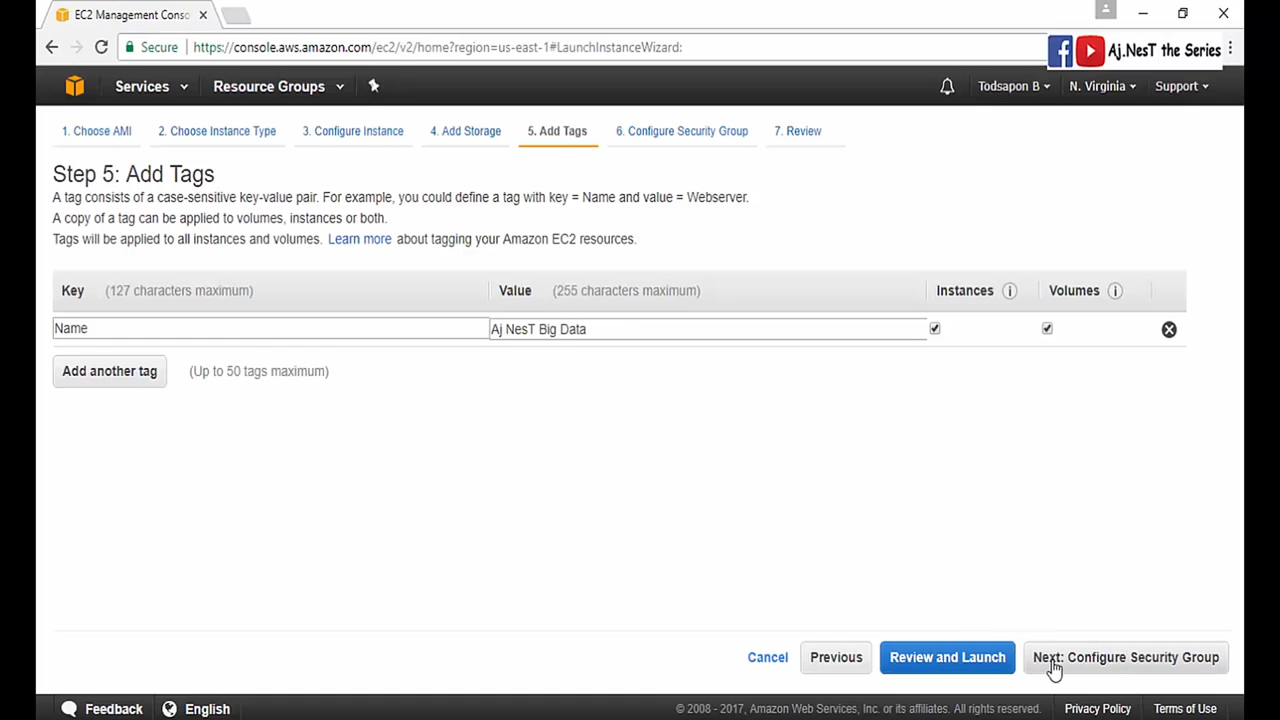 EC2 Management Conso
Secure https://console.aws.amazon.com/ec2/v2/home?region=us-east-1#LaunchInstanceWizard:
Aj.NesT the Series
Services Resource Groups Todsapon B N. Virginia Support
1. Choose AMI 2. Choose Instance Type 3. Configure Instance 4. Add Storage 5. Add Tags 6. Configure Security Group 7. Review
Step 5: Add Tags
A tag consists of a case-sensitive key-value pair. For example, you could define a tag with key = Name and value = Webserver.
A copy of a tag can be applied to volumes, instances or both.
Tags will be applied to all instances and volumes. Learn more about tagging your Amazon EC2 resources.
Key (127 characters maximum) Value (255 characters maximum) Instances Volumes
Name Aj NesT Big Data
Add another tag (Up to 50 tags maximum)
Cancel Previous Review and Launch Next: Configure Security Group
Feedback English © 2008 - 2017, Amazon Web Services, Inc. or its affiliates. All rights reserved. Privacy Policy Terms of Use